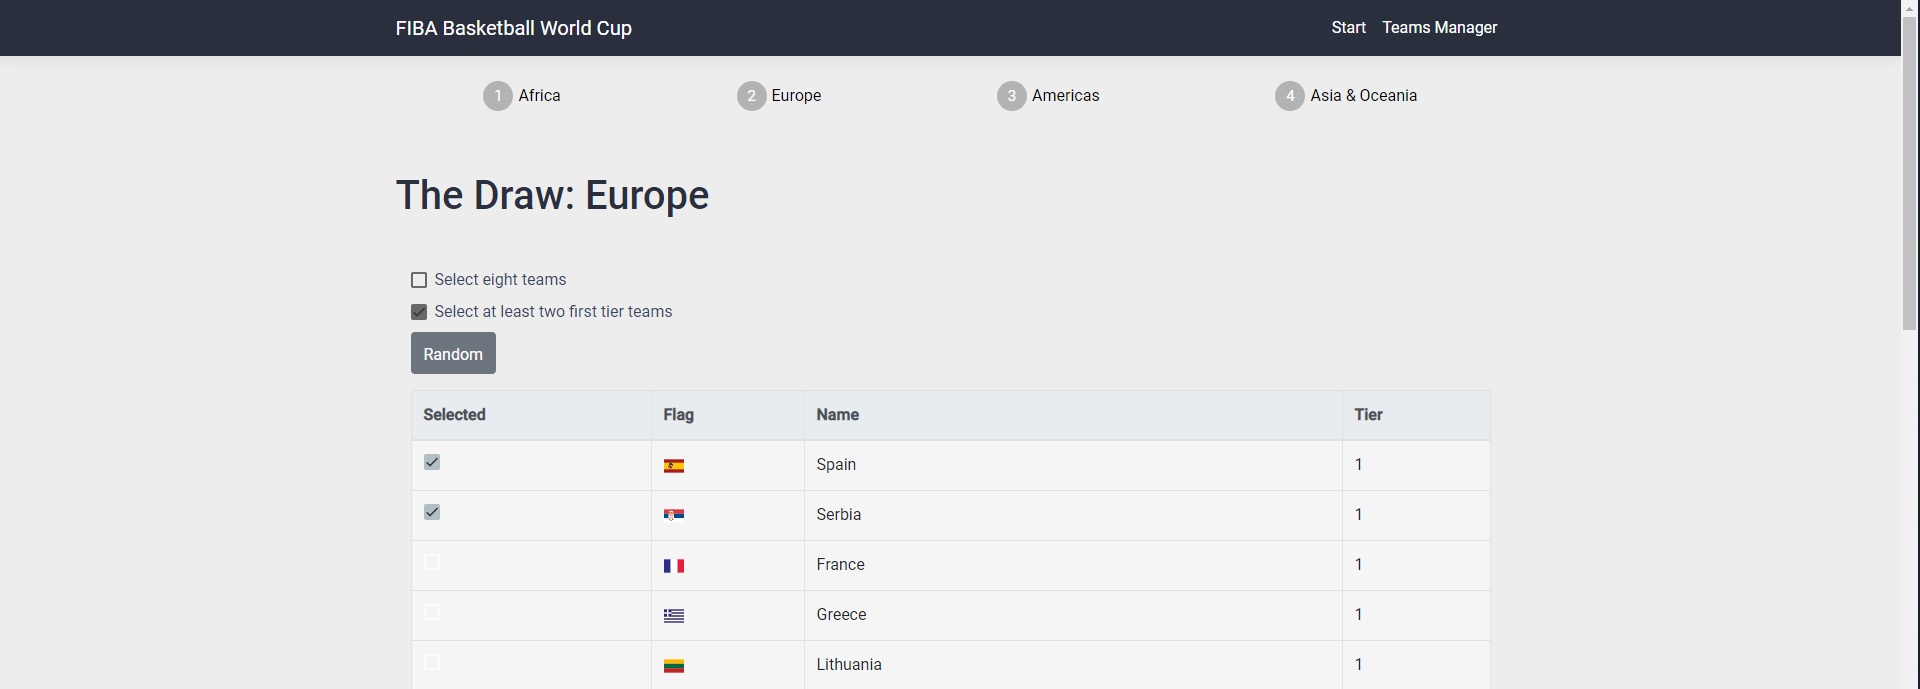 FIBA Basketball World Cup Start Teams Manager
1 Africa 2 Europe 3 Americas 4 Asia & Oceania
The Draw: Europe
Select eight teams
Select at least two first tier teams
Random
Selected Flag Name Tier
Spain 1
Serbia 1
France 1
Greece 1
Lithuania 1